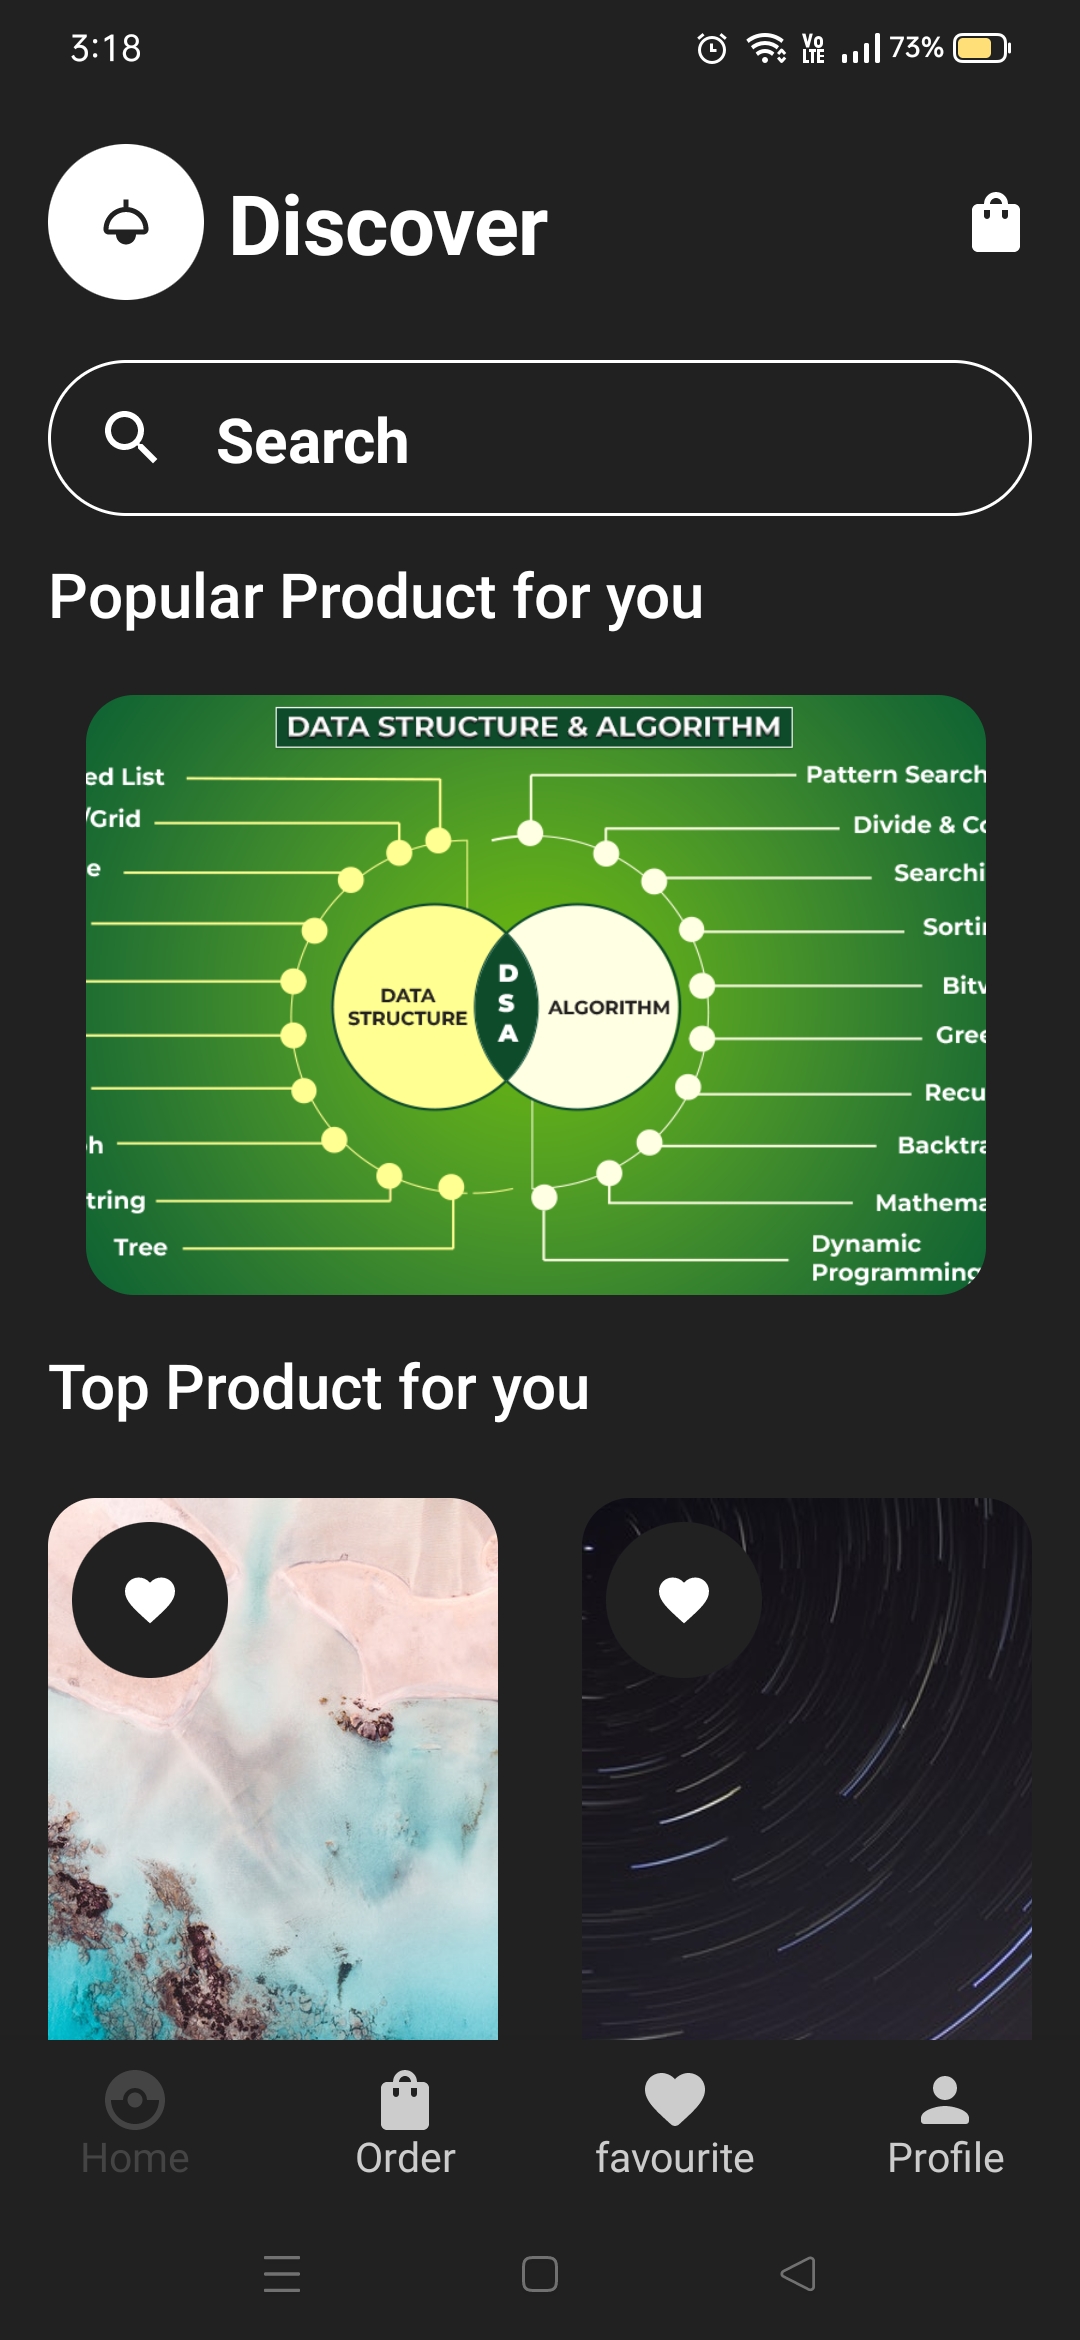 3:18
Vo
LTE
73%
Discover
Search
Popular Product for you
DATA STRUCTURE & ALGORITHM
ed List
/Grid
e
h
tring
Tree
DATA
STRUCTURE
D
S
A
ALGORITHM
Pattern Search
Divide & Co
Searchi
Sortin
Bitw
Gree
Recu
Backtra
Mathema
Dynamic
Programming
Top Product for you
Home
Order
favourite
Profile